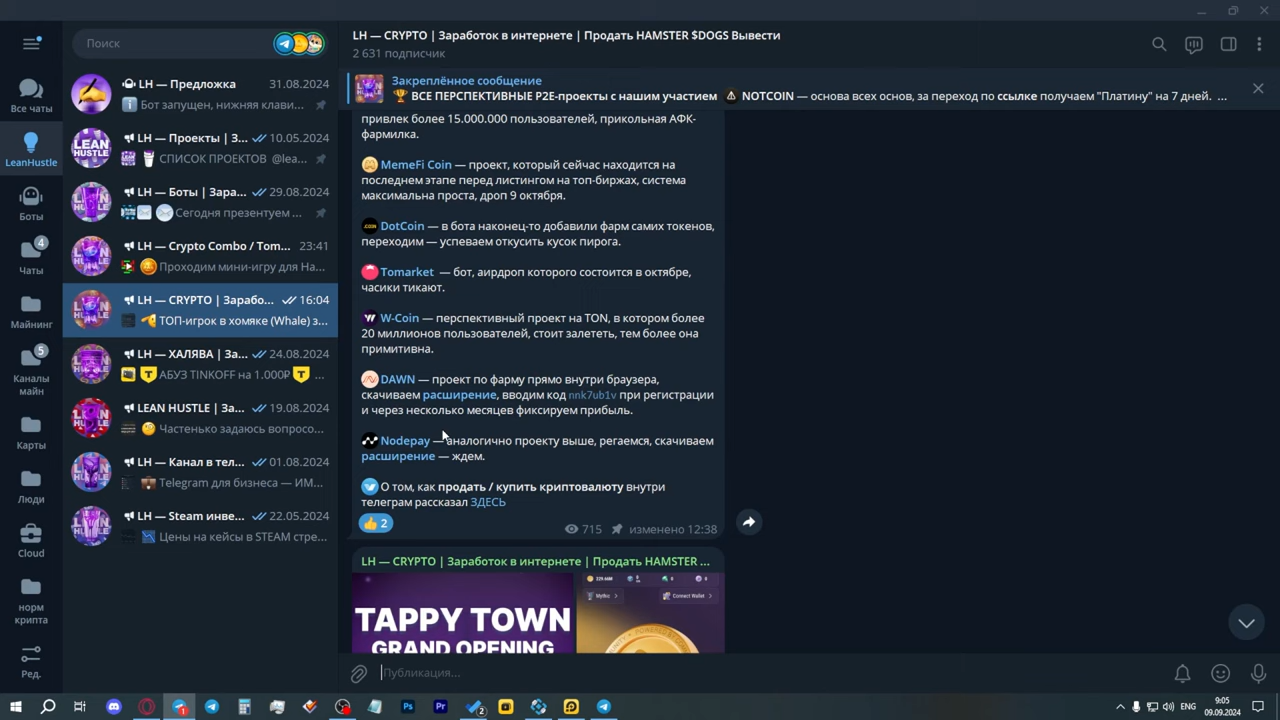 Поиск
Все чаты
LeanHustle
Боты
4
Чаты
Майнинг
5
Каналы
майн
Карты
Люди
Cloud
норм
крипта
Ред.
LH — Предложка
31.08.2024
Бот запущен, нижняя клави...
LH — Проекты | З...
10.05.2024
СПИСОК ПРОЕКТОВ @lea...
LH — Боты | Зара...
29.08.2024
Сегодня презентуем ...
LH — Crypto Combo / Tom...
23:41
Проходим мини-игру для На...
LH — CRYPTO | Зарабо...
16:04
ТОП-игрок в хомяке (Whale) з...
LH — ХАЛЯВА | За...
24.08.2024
АБУЗ TINKOFF на 1.000₽ ...
LEAN HUSTLE | За...
19.08.2024
Частенько задаюсь вопросо...
LH — Канал в тел...
01.08.2024
Telegram для бизнеса — ИМ...
LH — Steam инве...
22.05.2024
Цены на кейсы в STEAM стре...
LH — CRYPTO | Заработок в интернете | Продать HAMSTER $DOGS Вывести
2 631 подписчик
Закреплённое сообщение
ВСЕ ПЕРСПЕКТИВНЫЕ P2E-проекты с нашим участием NOTCOIN — основа всех основ, за переход по ссылке получаем "Платину" на 7 дней. ...
привлек более 15.000.000 пользователей, прикольная АФК-
фармилка.
MemeFi Coin — проект, который сейчас находится на
последнем этапе перед листингом на топ-биржах, система
максимальна проста, дроп 9 октября.
DotCoin — в бота наконец-то добавили фарм самих токенов,
переходим — успеваем откусить кусок пирога.
Tomarket — бот, аирдроп которого состоится в октябре,
часики тикают.
W-Coin — перспективный проект на TON, в котором более
20 миллионов пользователей, стоит залететь, тем более она
примитивна.
DAWN — проект по фарму прямо внутри браузера,
скачиваем расширение, вводим код nnk7ub1v при регистрации
и через несколько месяцев фиксируем прибыль.
Nodepay — аналогично проекту выше, регаемся, скачиваем
расширение — ждем.
О том, как продать / купить криптовалюту внутри
телеграм рассказал ЗДЕСЬ
2
715
изменено 12:38
LH — CRYPTO | Заработок в интернете | Продать HAMSTER ...
TAPPY TOWN
GRAND OPENING
Mythic
Connect Wallet
Публикация...
ENG
9:05
09.09.2024